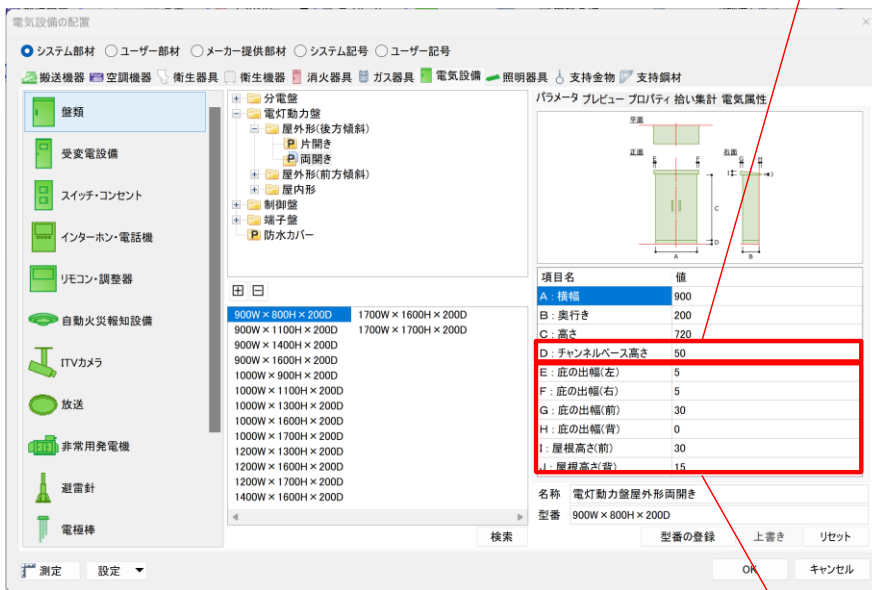 電気設備の配置
システム部材 ユーザー部材 メーカー提供部材 システム記号 ユーザー記号
搬送機器 空調機器 衛生器具 衛生機器 消火器具 ガス器具 電気設備 照明器具 支持金物 支持鋼材
盤類
受変電設備
スイッチ・コンセント
インターホン・電話機
リモコン・調整器
自動火災報知設備
ITVカメラ
放送
非常用発電機
避雷針
電極棒
分電盤
電灯動力盤
屋外形(後方傾斜)
P 片開き
P 両開き
屋外形(前方傾斜)
屋内形
制御盤
端子盤
P 防水カバー
900W×800H×200D 1700W×1600H×200D
900W×1100H×200D 1700W×1700H×200D
900W×1400H×200D
900W×1600H×200D
1000W×900H×200D
1000W×1100H×200D
1000W×1300H×200D
1000W×1600H×200D
1000W×1700H×200D
1200W×1300H×200D
1200W×1600H×200D
1200W×1700H×200D
1400W×1600H×200D
検索
パラメータ プレビュー プロパティ 拾い集計 電気属性
平面
正面 右面
E F G H
I J
C
D
A B
項目名 値
A : 横幅 900
B : 奥行き 200
C : 高さ 720
D : チャンネルベース高さ 50
E : 庇の出幅(左) 5
F : 庇の出幅(右) 5
G : 庇の出幅(前) 30
H : 庇の出幅(背) 0
I : 屋根高さ(前) 30
J : 屋根高さ(背) 15
名称 電灯動力盤屋外形両開き
型番 900W×800H×200D
型番の登録 上書き リセット
測定 設定 OK キャンセル